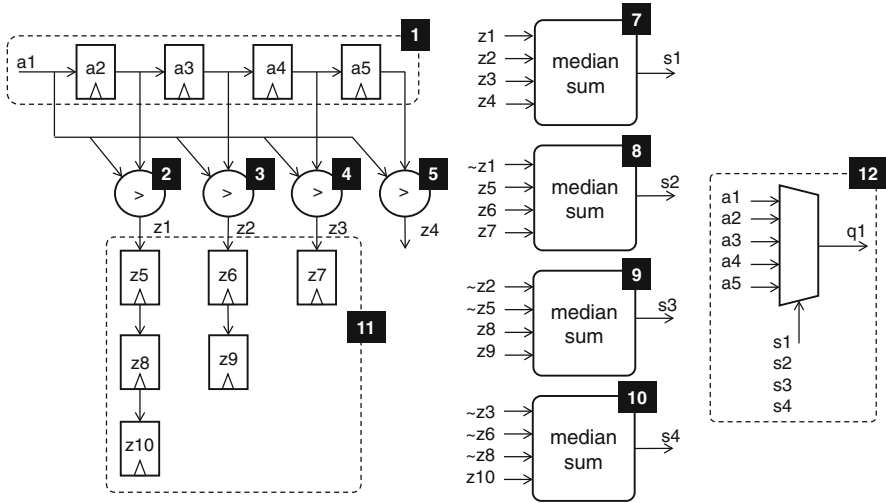 1
a1
a2
a3
a4
a5
2
3
4
5
>
>
>
>
z1
z2
z3
z4
z5
z6
z7
11
z8
z9
z10
7
z1
z2
z3
z4
median
sum
s1
8
~z1
z5
z6
z7
median
sum
s2
9
~z2
~z5
z8
z9
median
sum
s3
10
~z3
~z6
~z8
z10
median
sum
s4
12
a1
a2
a3
a4
a5
q1
s1
s2
s3
s4